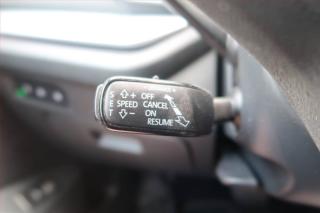 S ⇧+ OFF
E SPEED CANCEL
T ⇩− ON
RESUME